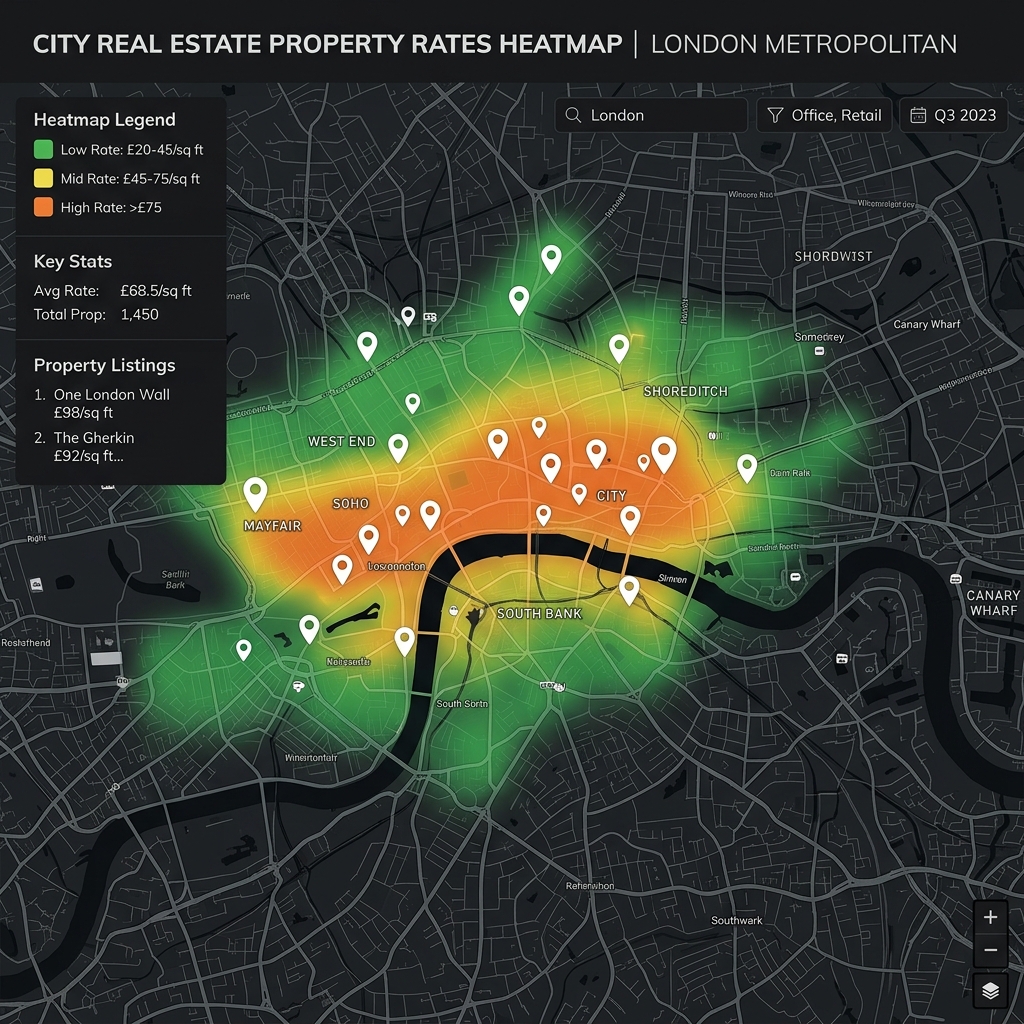 CITY REAL ESTATE PROPERTY RATES HEATMAP | LONDON METROPOLITAN
Heatmap Legend
Low Rate: £20-45/sq ft
Mid Rate: £45-75/sq ft
High Rate: >£75
Key Stats
Avg Rate: £68.5/sq ft
Total Prop: 1,450
Property Listings
1. One London Wall
£98/sq ft
2. The Gherkin
£92/sq ft...
London
Office, Retail
Q3 2023
SHORDWIST
Canary Wharf
SHOREDITCH
WEST END
SOHO
CITY
MAYFAIR
Right
CANARY
WHARF
SOUTH BANK
South Sortn
Southwark
+
−